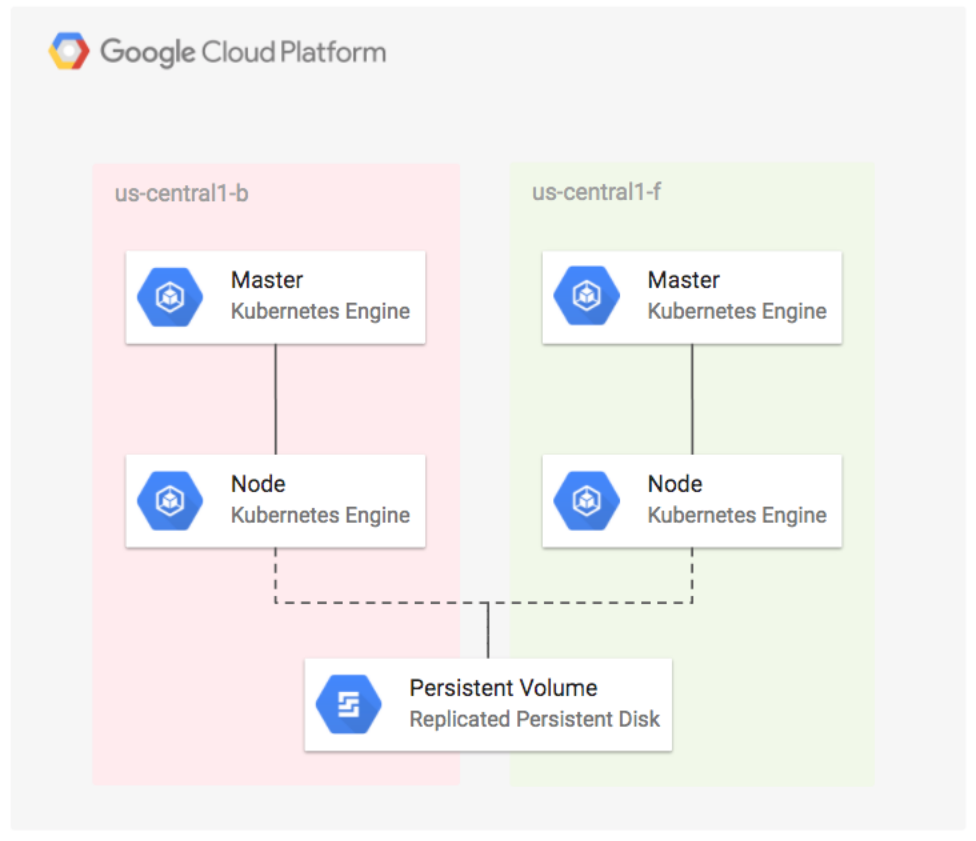 Google Cloud Platform
us-central1-b
us-central1-f
Master
Kubernetes Engine
Master
Kubernetes Engine
Node
Kubernetes Engine
Node
Kubernetes Engine
Persistent Volume
Replicated Persistent Disk